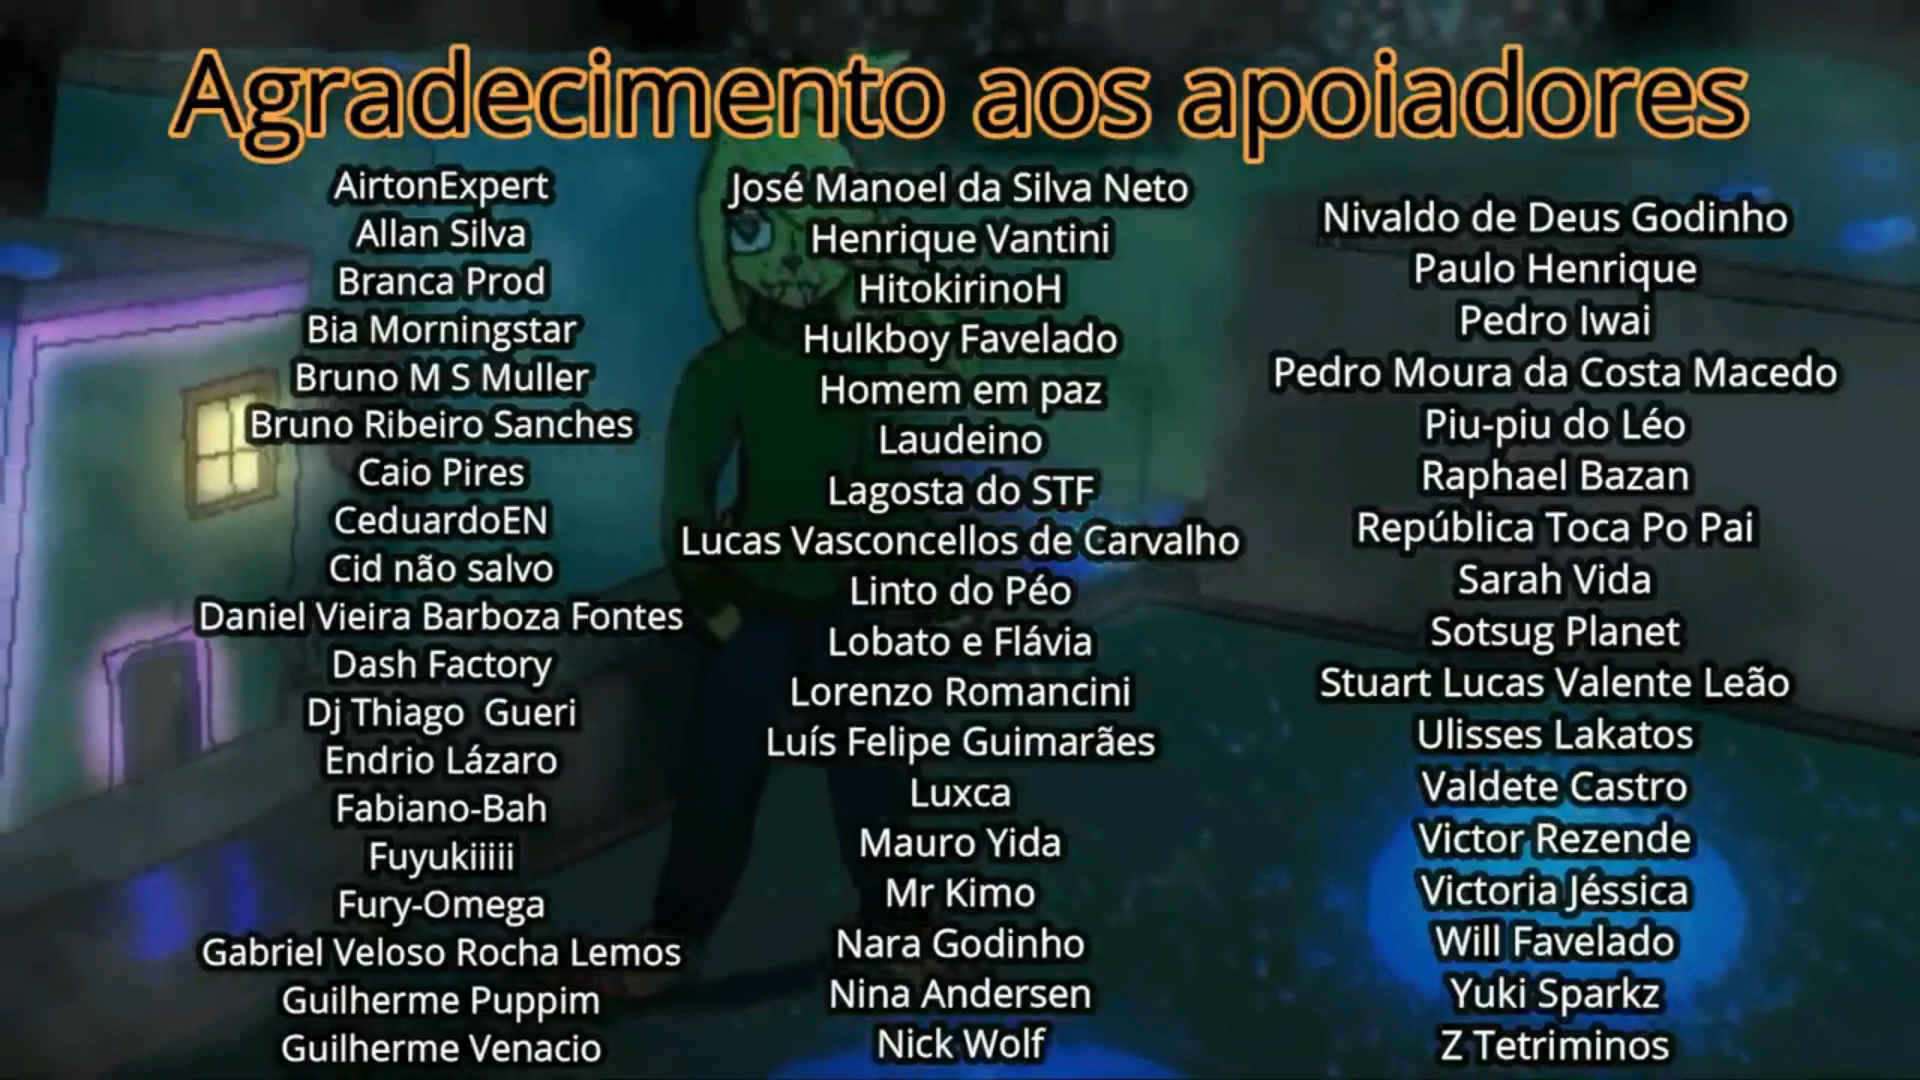 Agradecimento aos apoiadores
AirtonExpert
Allan Silva
Branca Prod
Bia Morningstar
Bruno M S Muller
Bruno Ribeiro Sanches
Caio Pires
CeduardoEN
Cid não salvo
Daniel Vieira Barboza Fontes
Dash Factory
Dj Thiago  Gueri
Endrio Lázaro
Fabiano-Bah
Fuyukiiiii
Fury-Omega
Gabriel Veloso Rocha Lemos
Guilherme Puppim
Guilherme Venacio
José Manoel da Silva Neto
Henrique Vantini
HitokirinoH
Hulkboy Favelado
Homem em paz
Laudeino
Lagosta do STF
Lucas Vasconcellos de Carvalho
Linto do Péo
Lobato e Flávia
Lorenzo Romancini
Luís Felipe Guimarães
Luxca
Mauro Yida
Mr Kimo
Nara Godinho
Nina Andersen
Nick Wolf
Nivaldo de Deus Godinho
Paulo Henrique
Pedro Iwai
Pedro Moura da Costa Macedo
Piu-piu do Léo
Raphael Bazan
República Toca Po Pai
Sarah Vida
Sotsug Planet
Stuart Lucas Valente Leão
Ulisses Lakatos
Valdete Castro
Victor Rezende
Victoria Jéssica
Will Favelado
Yuki Sparkz
Z Tetriminos